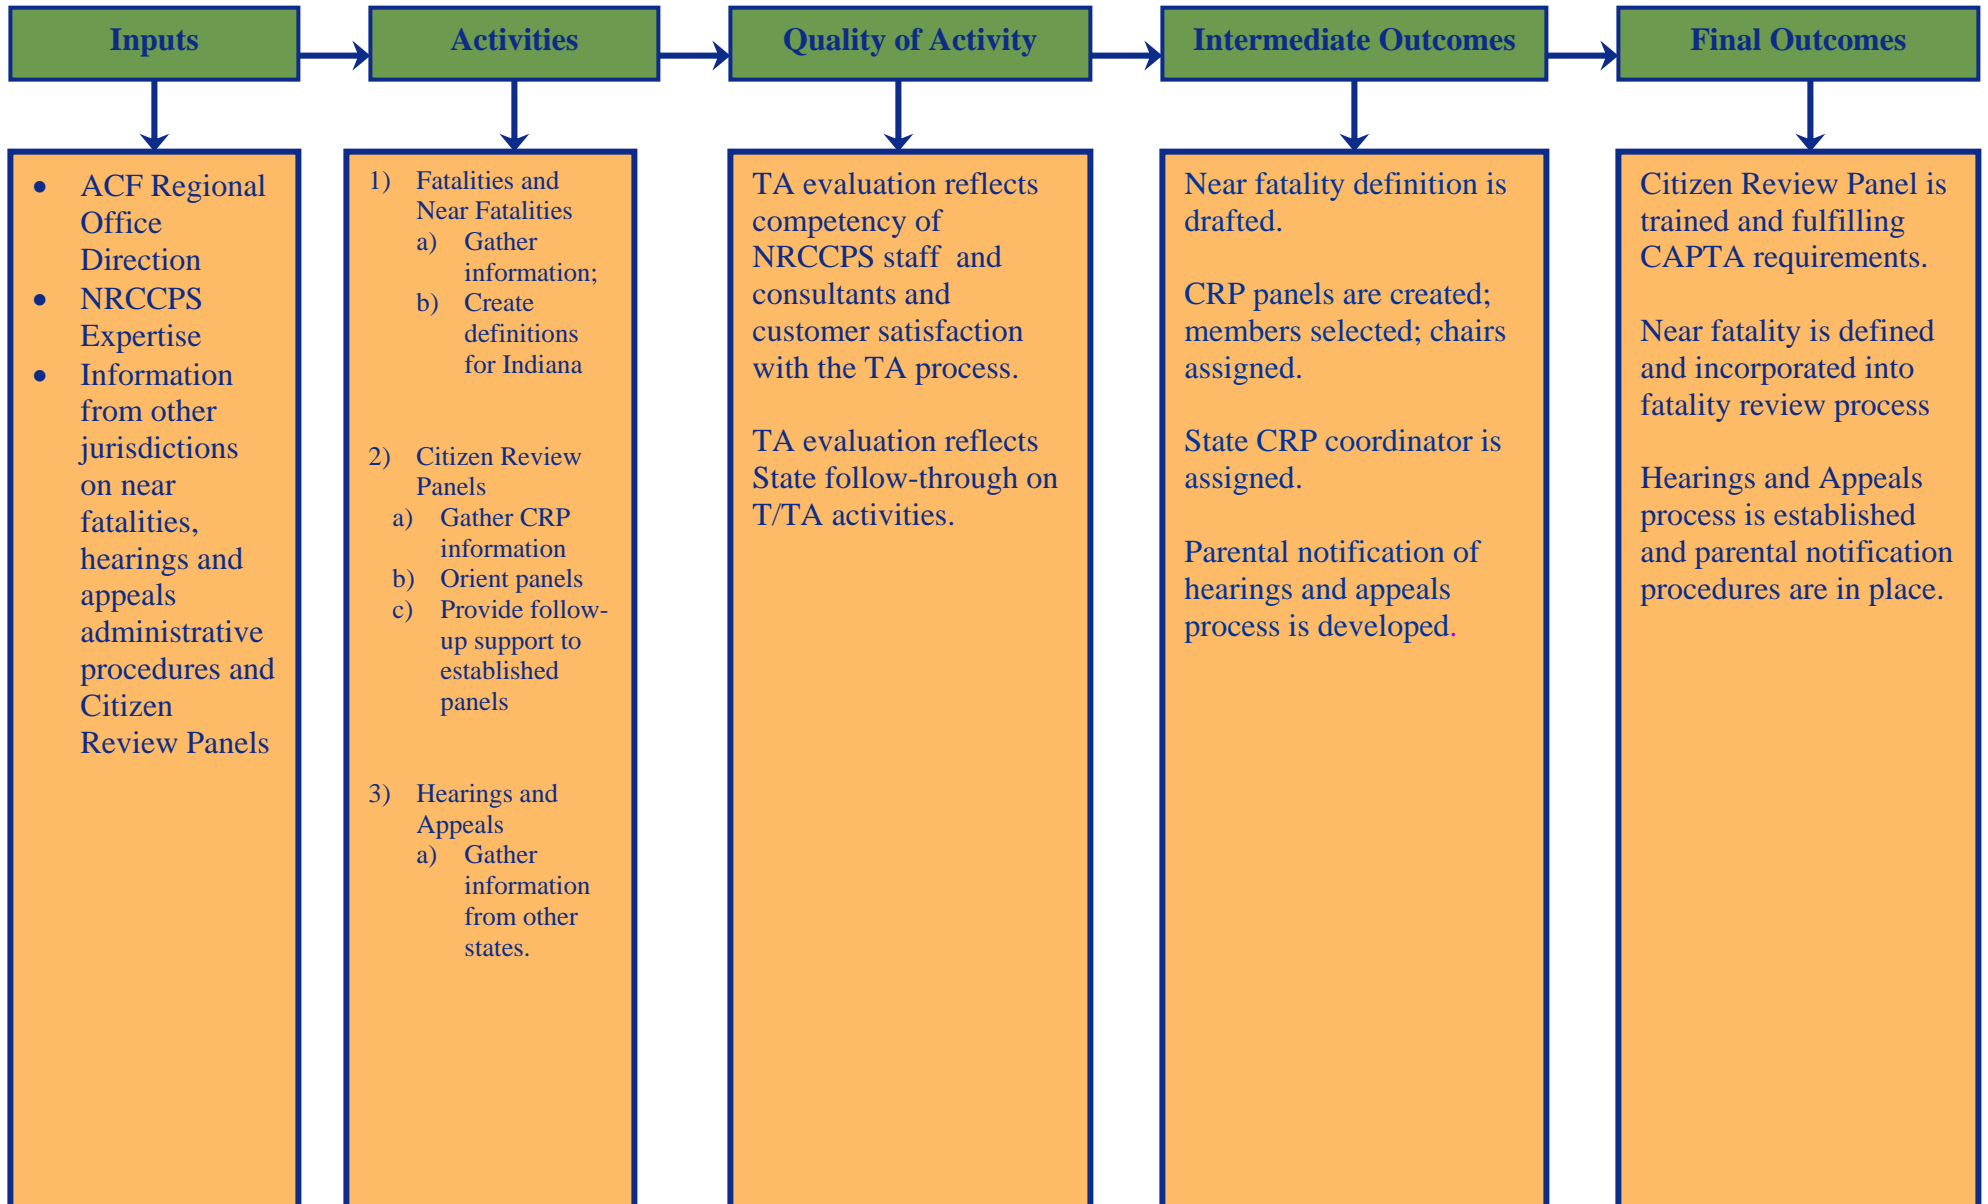 Inputs
Activities
Quality of Activity
Intermediate Outcomes
Final Outcomes
• ACF Regional
Office
Direction
• NRCCPS
Expertise
• Information
from other
jurisdictions
on near
fatalities,
hearings and
appeals
administrative
procedures and
Citizen
Review Panels
1) Fatalities and
Near Fatalities
a) Gather
information;
b) Create
definitions
for Indiana
2) Citizen Review
Panels
a) Gather CRP
information
b) Orient panels
c) Provide follow-
up support to
established
panels
3) Hearings and
Appeals
a) Gather
information
from other
states.
TA evaluation reflects
competency of
NRCCPS staff and
consultants and
customer satisfaction
with the TA process.
TA evaluation reflects
State follow-through on
T/TA activities.
Near fatality definition is
drafted.
CRP panels are created;
members selected; chairs
assigned.
State CRP coordinator is
assigned.
Parental notification of
hearings and appeals
process is developed.
Citizen Review Panel is
trained and fulfilling
CAPTA requirements.
Near fatality is defined
and incorporated into
fatality review process
Hearings and Appeals
process is established
and parental notification
procedures are in place.